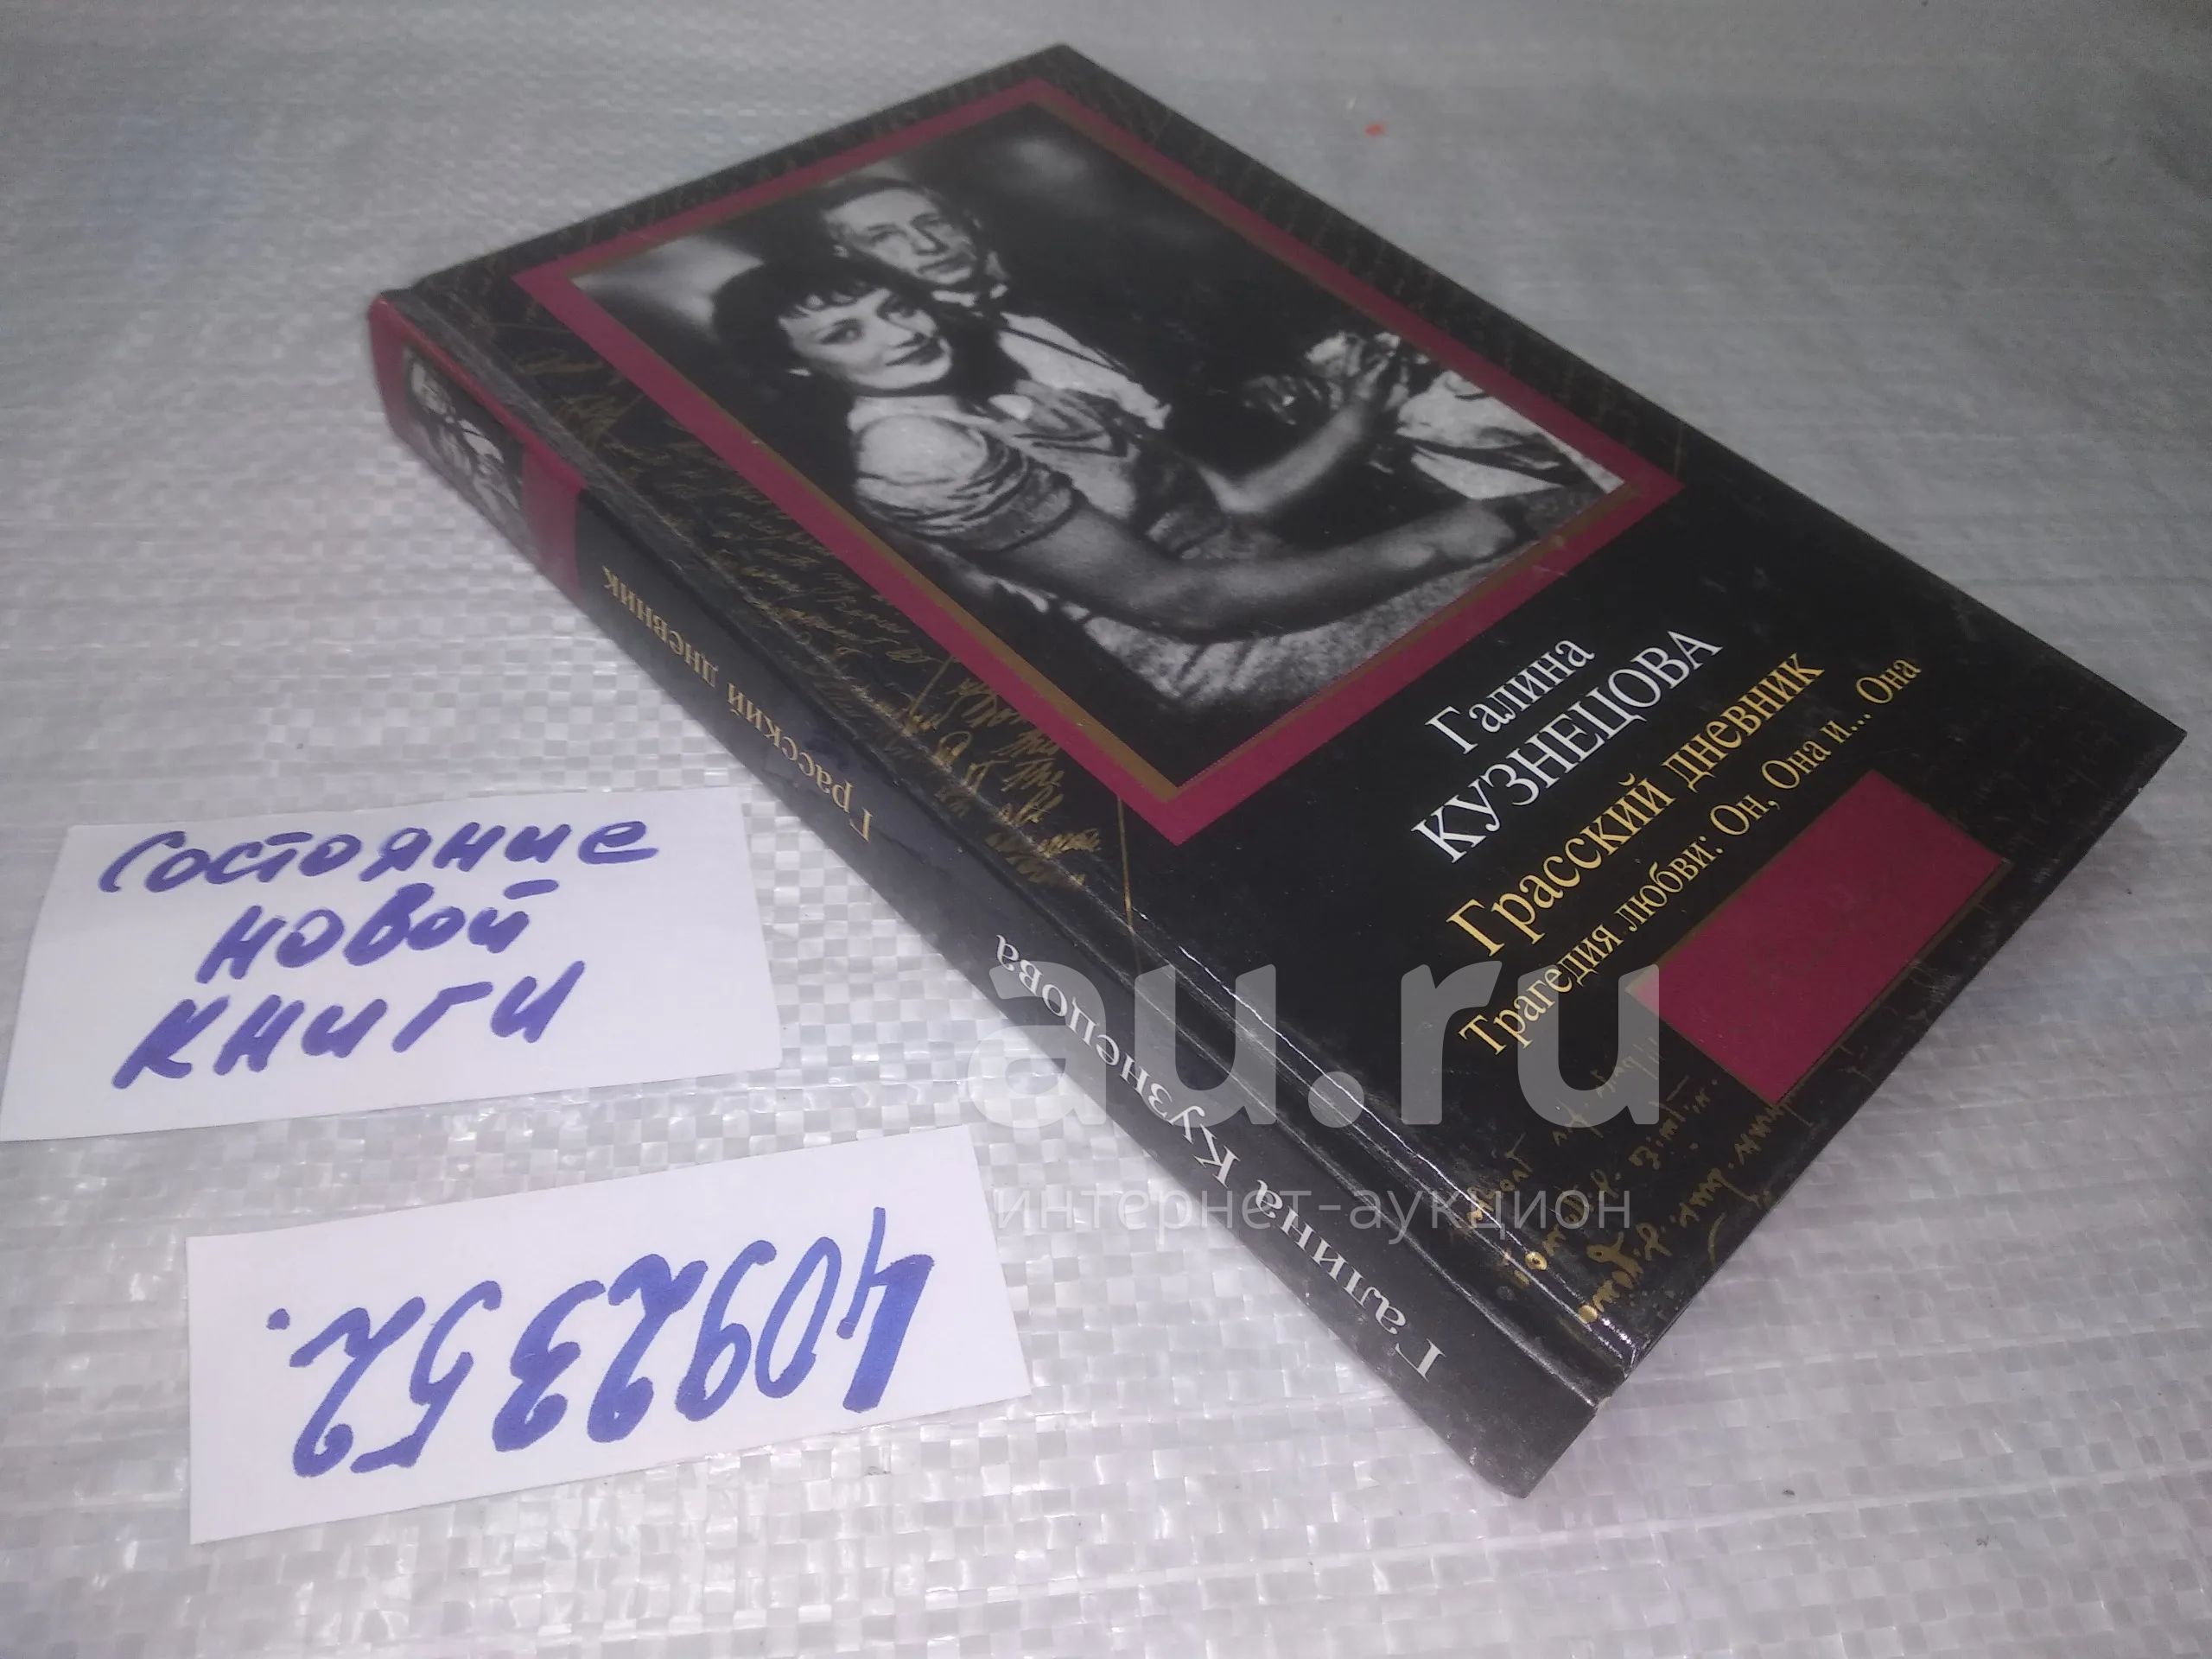 Галина
КУЗНЕЦОВА
Грасский дневник
Трагедия любви: Он, Она и... Она
Галина Кузнецова
Грасский дневник
Состояние
новой
книги
au.ru
интернет-аукцион